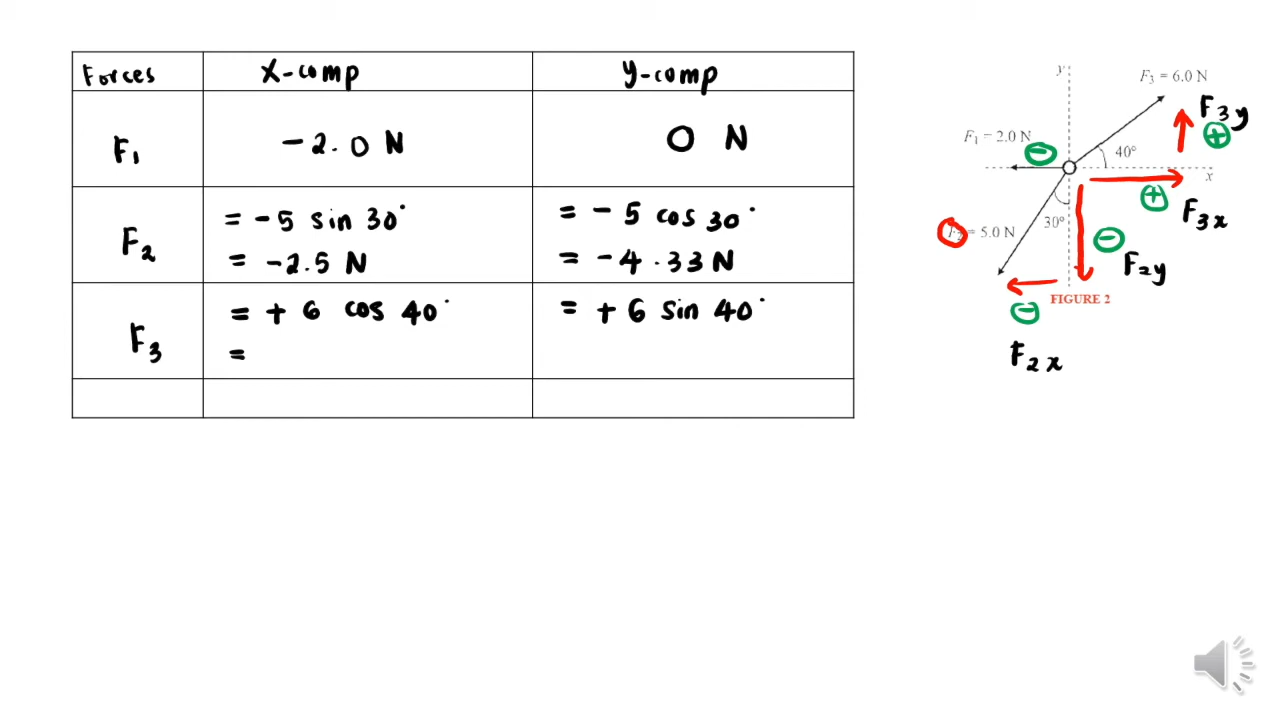 Forces X-comp Y-comp
F₁ -2.0 N 0 N
F₂ = -5 sin 30° = -5 cos 30°
= -2.5 N = -4.33 N
F₃ = +6 cos 40° = +6 sin 40°
=
y
F₃ = 6.0 N
F₃y
+
F₁ = 2.0 N
-
40°
x
+
F₃x
30°
F₂ = 5.0 N
-
F₂y
FIGURE 2
-
F₂x